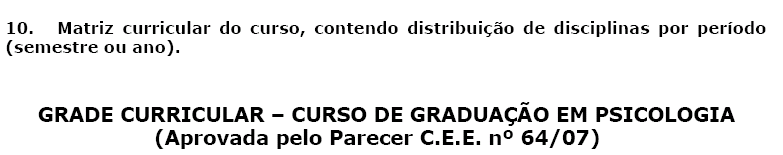 10. Matriz curricular do curso, contendo distribuição de disciplinas por período
(semestre ou ano).
GRADE CURRICULAR – CURSO DE GRADUAÇÃO EM PSICOLOGIA
(Aprovada pelo Parecer C.E.E. nº 64/07)